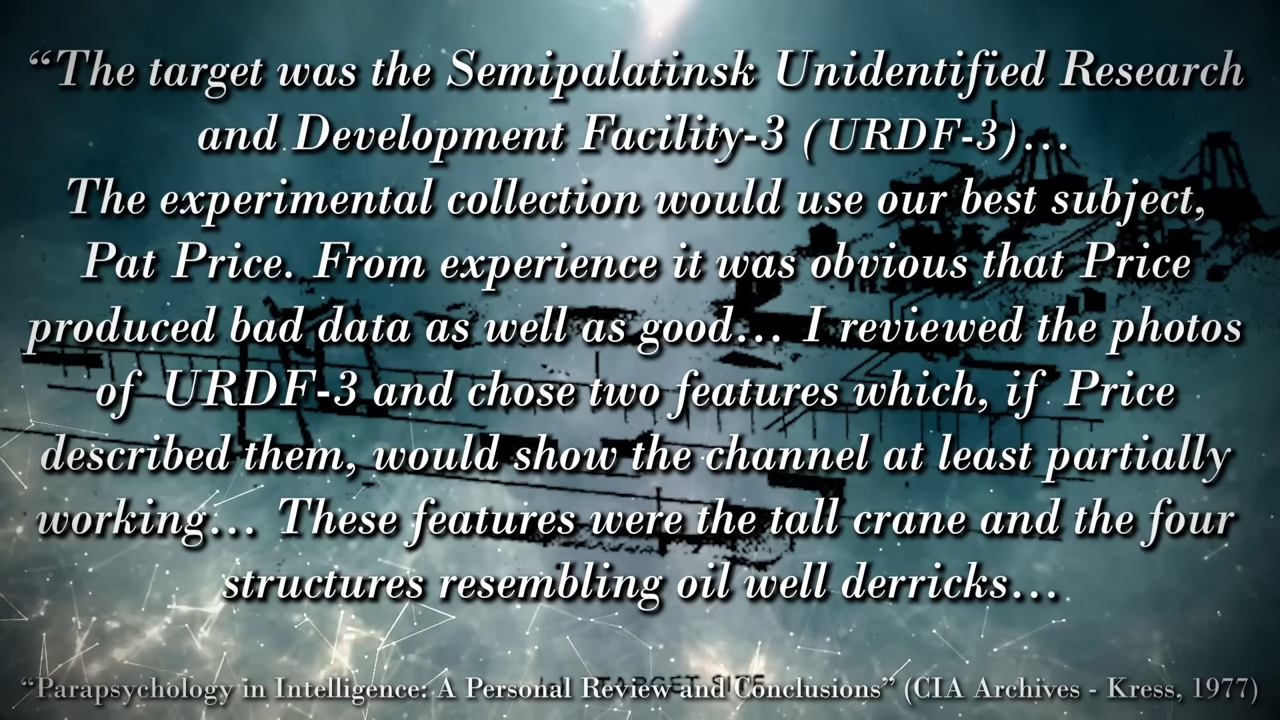 “The target was the Semipalatinsk Unidentified Research
and Development Facility-3 (URDF-3)...
The experimental collection would use our best subject,
Pat Price. From experience it was obvious that Price
produced bad data as well as good... I reviewed the photos
of URDF-3 and chose two features which, if Price
described them, would show the channel at least partially
working... These features were the tall crane and the four
structures resembling oil well derricks...
TARGET SITE
“Parapsychology in Intelligence: A Personal Review and Conclusions” (CIA Archives - Kress, 1977)